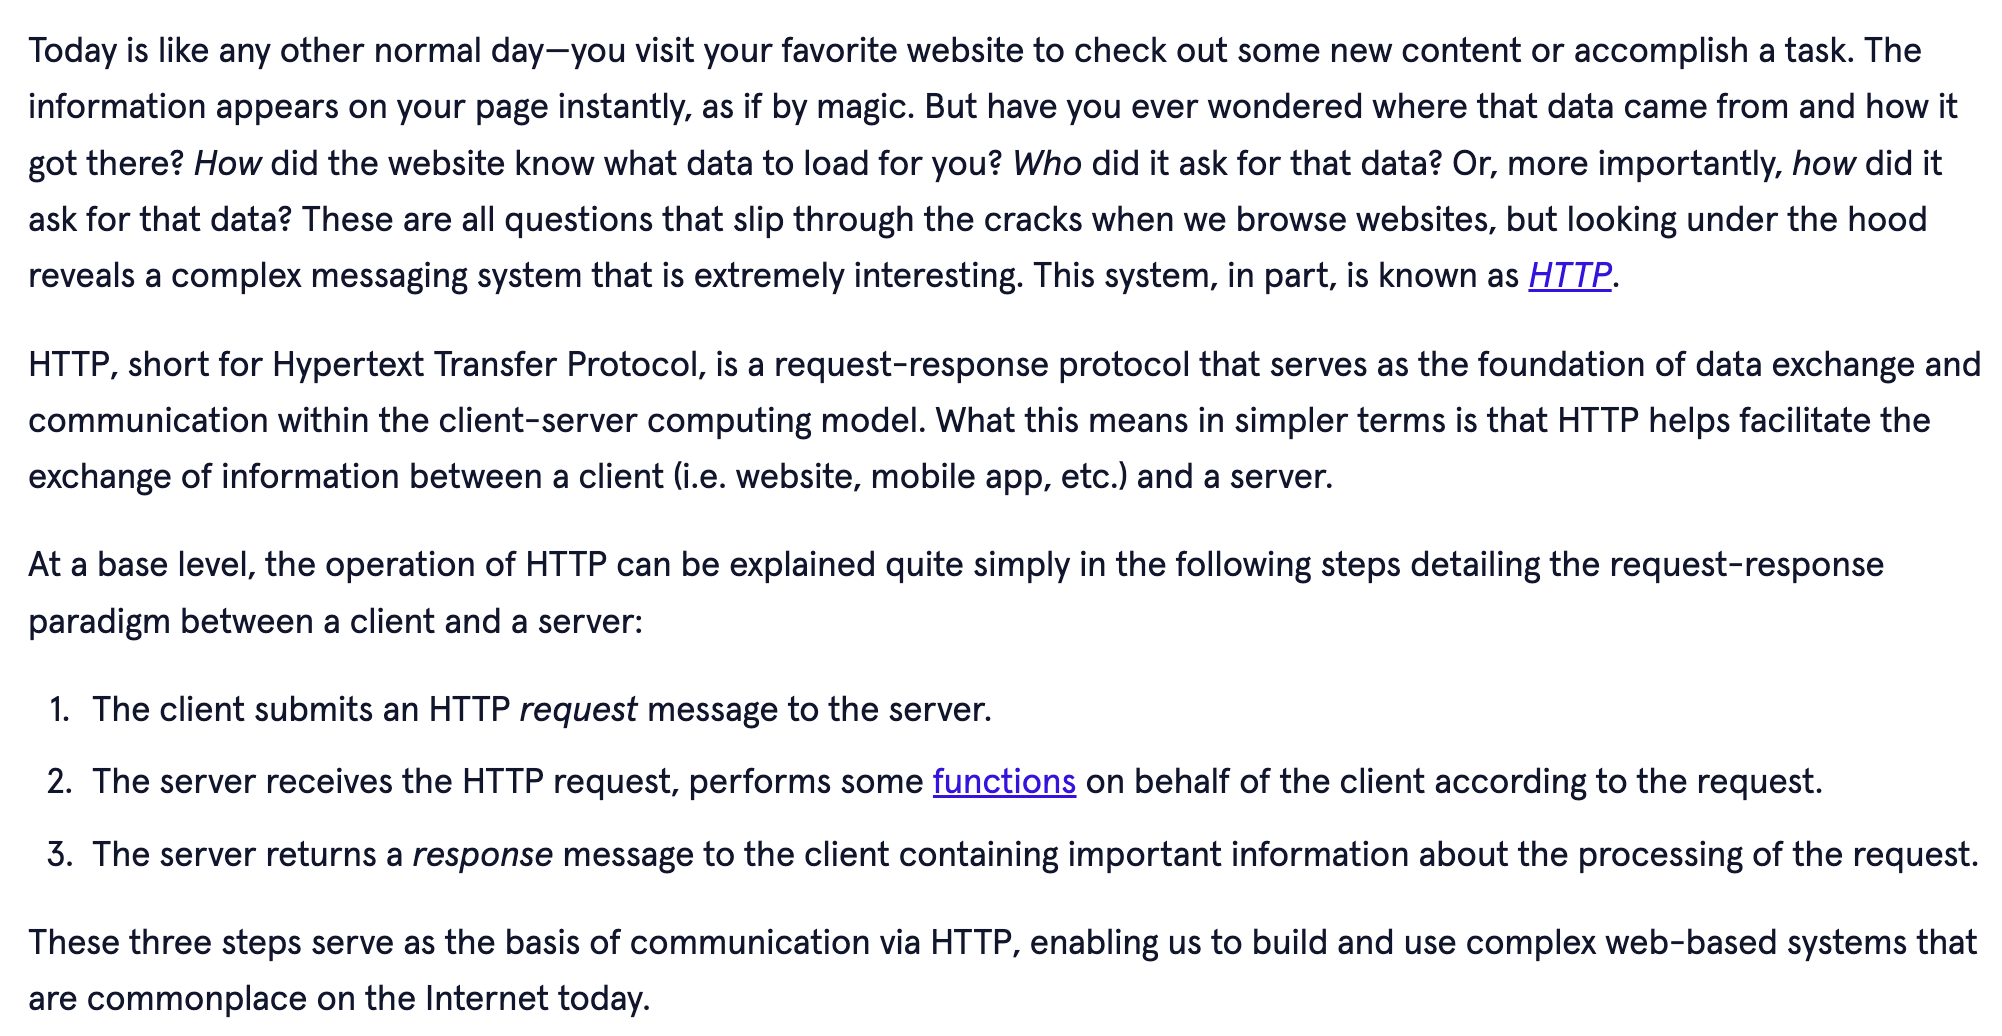 Today is like any other normal day—you visit your favorite website to check out some new content or accomplish a task. The
information appears on your page instantly, as if by magic. But have you ever wondered where that data came from and how it
got there? How did the website know what data to load for you? Who did it ask for that data? Or, more importantly, how did it
ask for that data? These are all questions that slip through the cracks when we browse websites, but looking under the hood
reveals a complex messaging system that is extremely interesting. This system, in part, is known as HTTP.
HTTP, short for Hypertext Transfer Protocol, is a request-response protocol that serves as the foundation of data exchange and
communication within the client-server computing model. What this means in simpler terms is that HTTP helps facilitate the
exchange of information between a client (i.e. website, mobile app, etc.) and a server.
At a base level, the operation of HTTP can be explained quite simply in the following steps detailing the request-response
paradigm between a client and a server:
1. The client submits an HTTP request message to the server.
2. The server receives the HTTP request, performs some functions on behalf of the client according to the request.
3. The server returns a response message to the client containing important information about the processing of the request.
These three steps serve as the basis of communication via HTTP, enabling us to build and use complex web-based systems that
are commonplace on the Internet today.